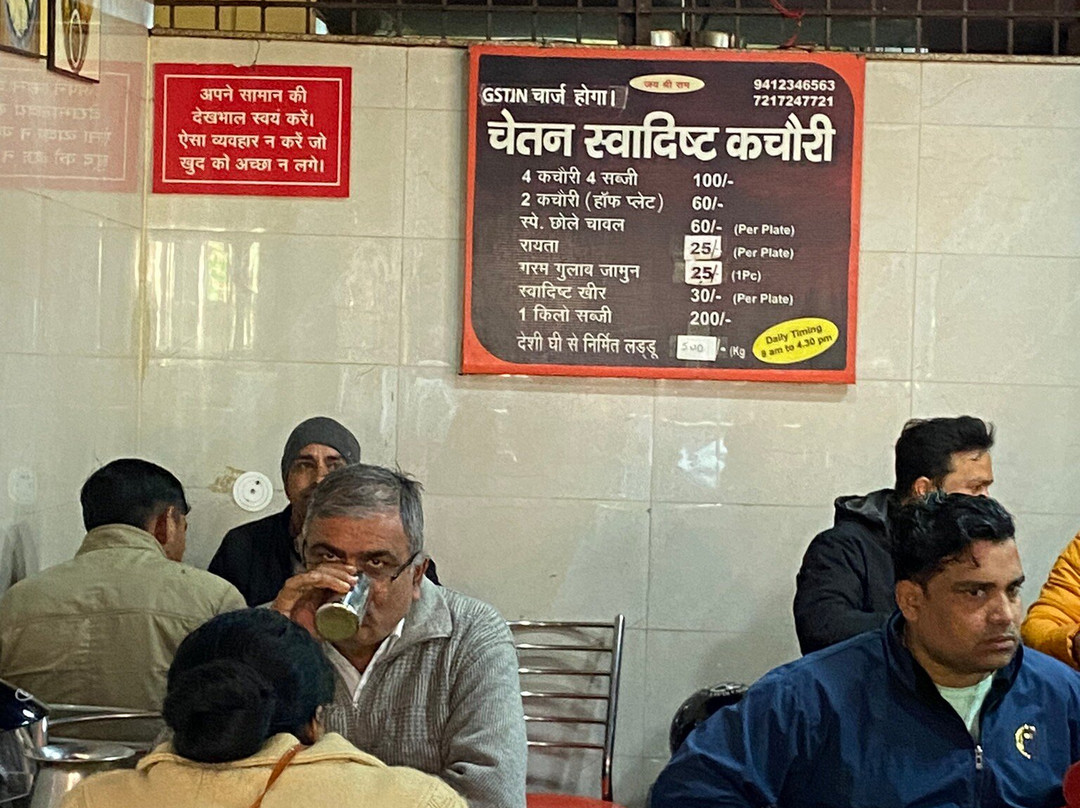 अपने सामान की
देखभाल स्वयं करें।
ऐसा व्यवहार न करें जो
खुद को अच्छा न लगे।
जय श्री राम
9412346563
7217247721
GSTIN चार्ज होगा।
चेतन स्वादिष्ट कचौरी
4 कचौरी 4 सब्जी 100/-
2 कचौरी (हॉफ प्लेट) 60/-
स्पे. छोले चावल 60/- (Per Plate)
रायता 25/- (Per Plate)
गरम गुलाव जामुन 25/- (1Pc)
स्वादिष्ट खीर 30/- (Per Plate)
1 किलो सब्जी 200/-
देशी घी से निर्मित लड्डू 500/- (Kg
Daily Timing
8 am to 4.30 pm